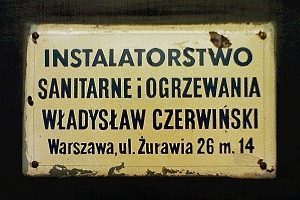 INSTALATORSTWO
SANITARNE i OGRZEWANIA
WŁADYSŁAW CZERWIŃSKI
Warszawa, ul. Żurawia 26 m. 14